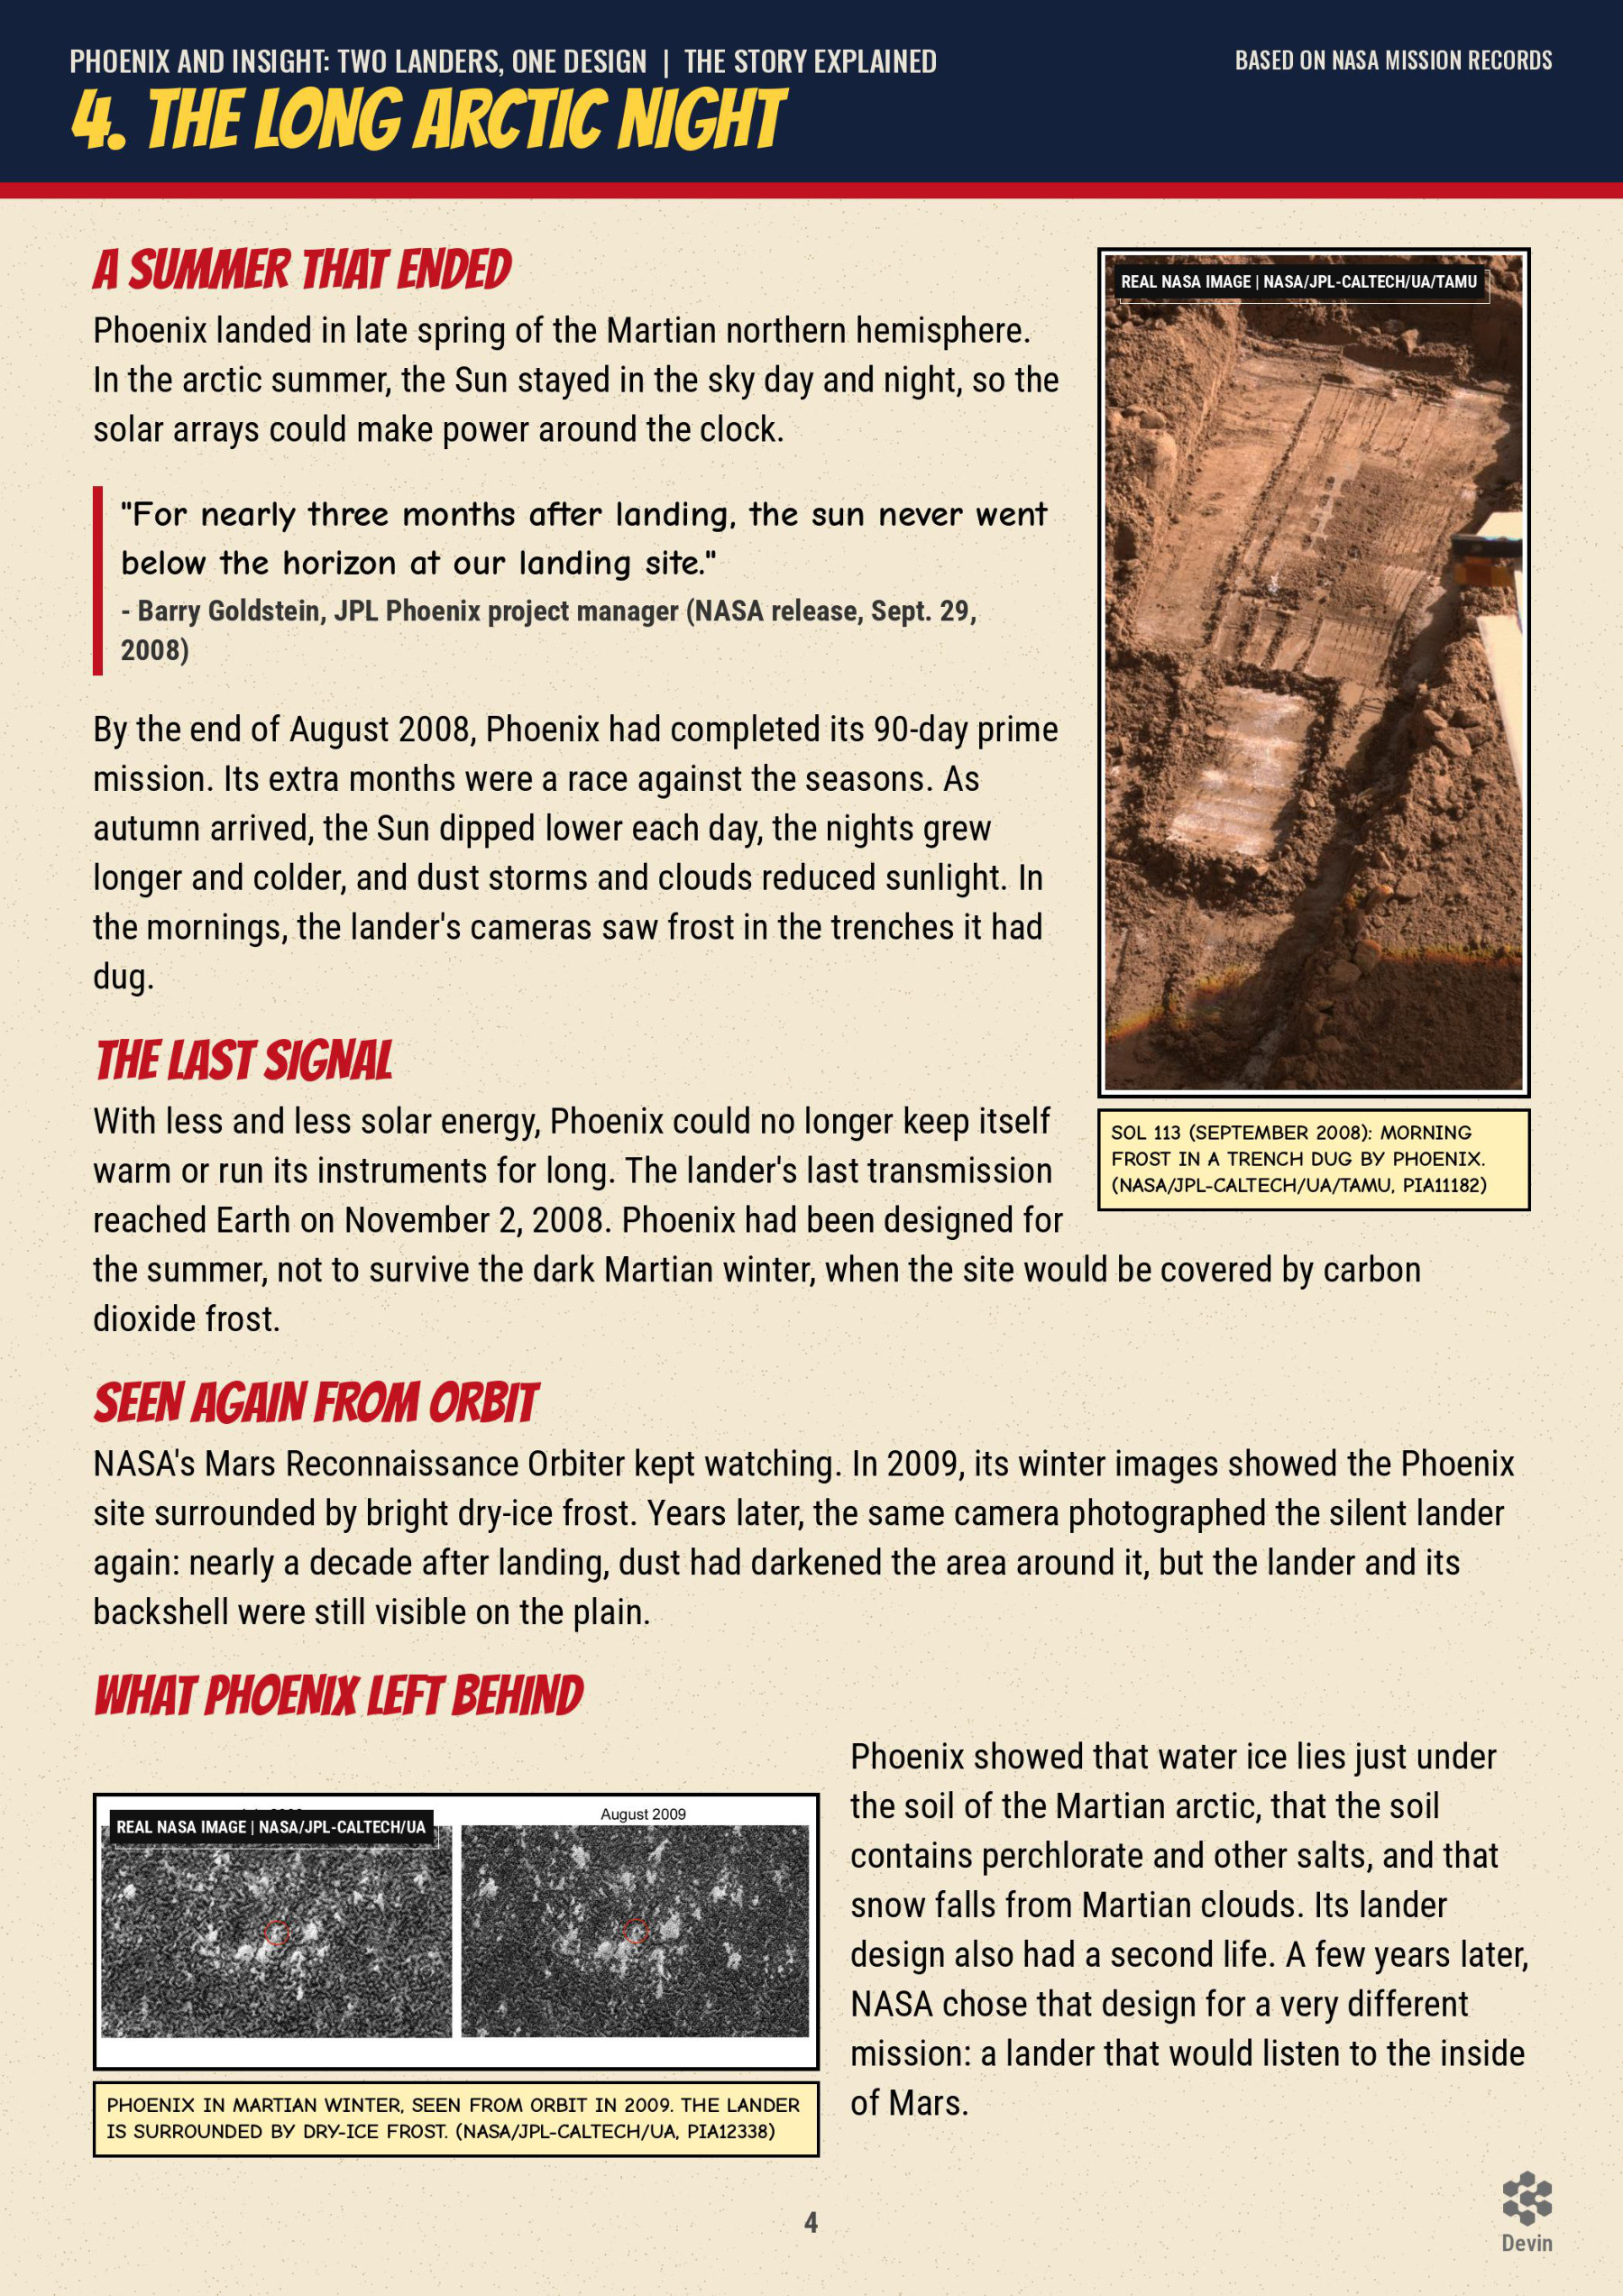 PHOENIX AND INSIGHT: TWO LANDERS, ONE DESIGN | THE STORY EXPLAINED
BASED ON NASA MISSION RECORDS
4. THE LONG ARCTIC NIGHT
A SUMMER THAT ENDED
Phoenix landed in late spring of the Martian northern hemisphere.
In the arctic summer, the Sun stayed in the sky day and night, so the
solar arrays could make power around the clock.
"For nearly three months after landing, the sun never went
below the horizon at our landing site."
- Barry Goldstein, JPL Phoenix project manager (NASA release, Sept. 29,
2008)
By the end of August 2008, Phoenix had completed its 90-day prime
mission. Its extra months were a race against the seasons. As
autumn arrived, the Sun dipped lower each day, the nights grew
longer and colder, and dust storms and clouds reduced sunlight. In
the mornings, the lander's cameras saw frost in the trenches it had
dug.
REAL NASA IMAGE | NASA/JPL-CALTECH/UA/TAMU
SOL 113 (SEPTEMBER 2008): MORNING
FROST IN A TRENCH DUG BY PHOENIX.
(NASA/JPL-CALTECH/UA/TAMU, PIA11182)
THE LAST SIGNAL
With less and less solar energy, Phoenix could no longer keep itself
warm or run its instruments for long. The lander's last transmission
reached Earth on November 2, 2008. Phoenix had been designed for
the summer, not to survive the dark Martian winter, when the site would be covered by carbon
dioxide frost.
SEEN AGAIN FROM ORBIT
NASA's Mars Reconnaissance Orbiter kept watching. In 2009, its winter images showed the Phoenix
site surrounded by bright dry-ice frost. Years later, the same camera photographed the silent lander
again: nearly a decade after landing, dust had darkened the area around it, but the lander and its
backshell were still visible on the plain.
WHAT PHOENIX LEFT BEHIND
REAL NASA IMAGE | NASA/JPL-CALTECH/UA
August 2009
PHOENIX IN MARTIAN WINTER, SEEN FROM ORBIT IN 2009. THE LANDER
IS SURROUNDED BY DRY-ICE FROST. (NASA/JPL-CALTECH/UA, PIA12338)
Phoenix showed that water ice lies just under
the soil of the Martian arctic, that the soil
contains perchlorate and other salts, and that
snow falls from Martian clouds. Its lander
design also had a second life. A few years later,
NASA chose that design for a very different
mission: a lander that would listen to the inside
of Mars.
4
Devin